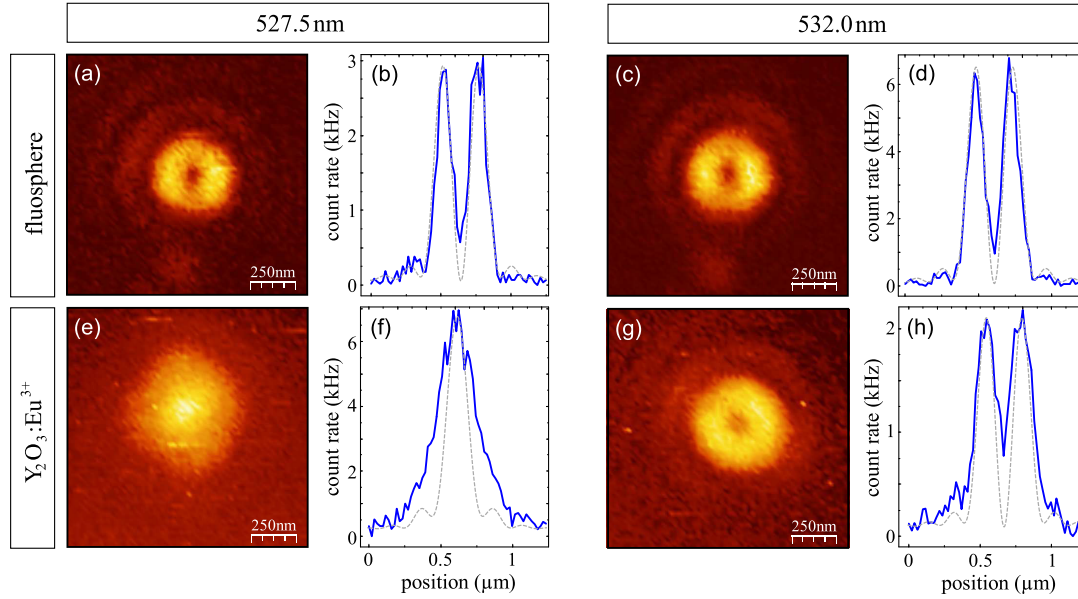 527.5 nm
532.0 nm
fluosphere
(a)
250nm
(b)
count rate (kHz)
3
2
1
0
(c)
250nm
(d)
count rate (kHz)
6
4
2
0
Y₂O₃:Eu³⁺
(e)
250nm
(f)
count rate (kHz)
6
4
2
0
0
0.5
1
position (μm)
(g)
250nm
(h)
count rate (kHz)
2
1
0
0
0.5
1
position (μm)